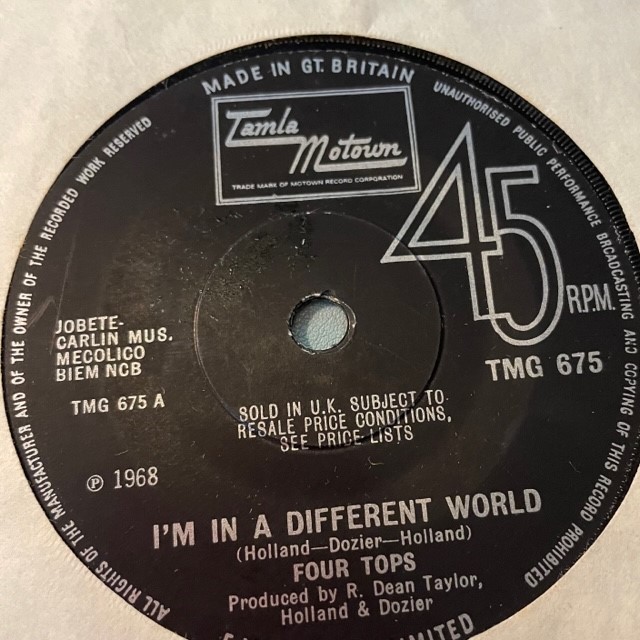 MADE IN GT. BRITAIN
Tamla
Motown
TRADE MARK OF MOTOWN RECORD CORPORATION
UNAUTHORISED PUBLIC PERFORMANCE BROADCASTING AND COPYING OF THIS RECORD PROHIBITED
ALL RIGHTS OF THE MANUFACTURER AND OF THE OWNER OF THE RECORDED WORK RESERVED
45
R.P.M.
TMG 675
JOBETE-
CARLIN MUS.
MECOLICO
BIEM NCB
TMG 675 A
SOLD IN U.K. SUBJECT TO
RESALE PRICE CONDITIONS,
SEE PRICE LISTS
℗ 1968
I'M IN A DIFFERENT WORLD
(Holland—Dozier—Holland)
FOUR TOPS
Produced by R. Dean Taylor,
Holland & Dozier